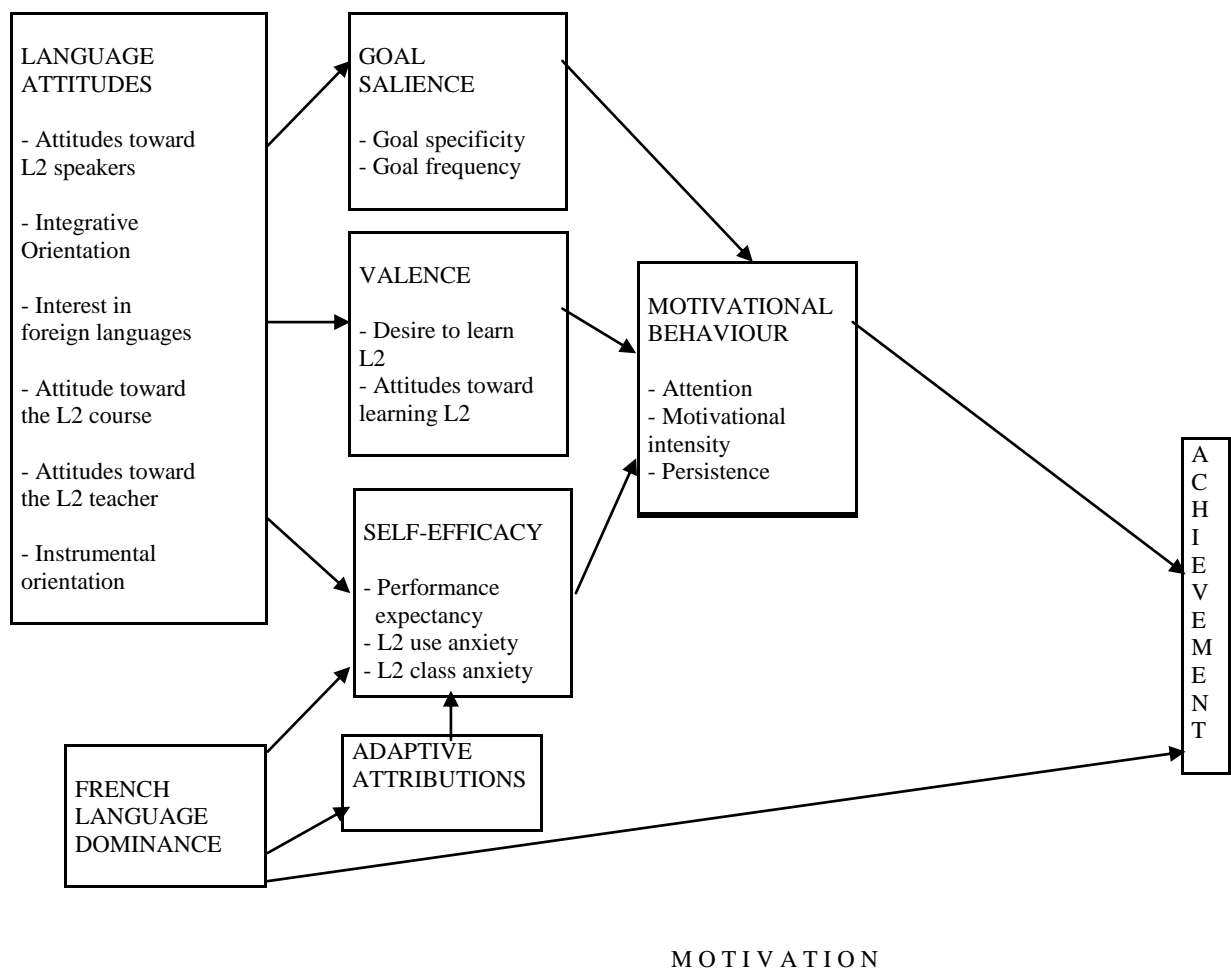 LANGUAGE
ATTITUDES
- Attitudes toward
L2 speakers
- Integrative
Orientation
- Interest in
foreign languages
- Attitude toward
the L2 course
- Attitudes toward
the L2 teacher
- Instrumental
orientation
GOAL
SALIENCE
- Goal specificity
- Goal frequency
VALENCE
- Desire to learn
L2
- Attitudes toward
learning L2
SELF-EFFICACY
- Performance
expectancy
- L2 use anxiety
- L2 class anxiety
ADAPTIVE
ATTRIBUTIONS
FRENCH
LANGUAGE
DOMINANCE
MOTIVATIONAL
BEHAVIOUR
- Attention
- Motivational
intensity
- Persistence
A
C
H
I
E
V
E
M
E
N
T
M O T I V A T I O N